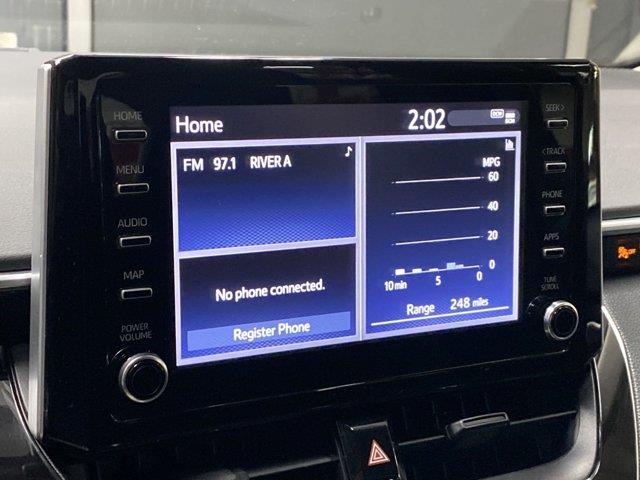 HOME
MENU
AUDIO
MAP
POWER
VOLUME
Home
2:02
DCM
FM 97.1 RIVER A
No phone connected.
Register Phone
MPG
60
40
20
0
10 min 5 0
Range 248 miles
SEEK>
<TRACK
PHONE
APPS
TUNE
SCROLL